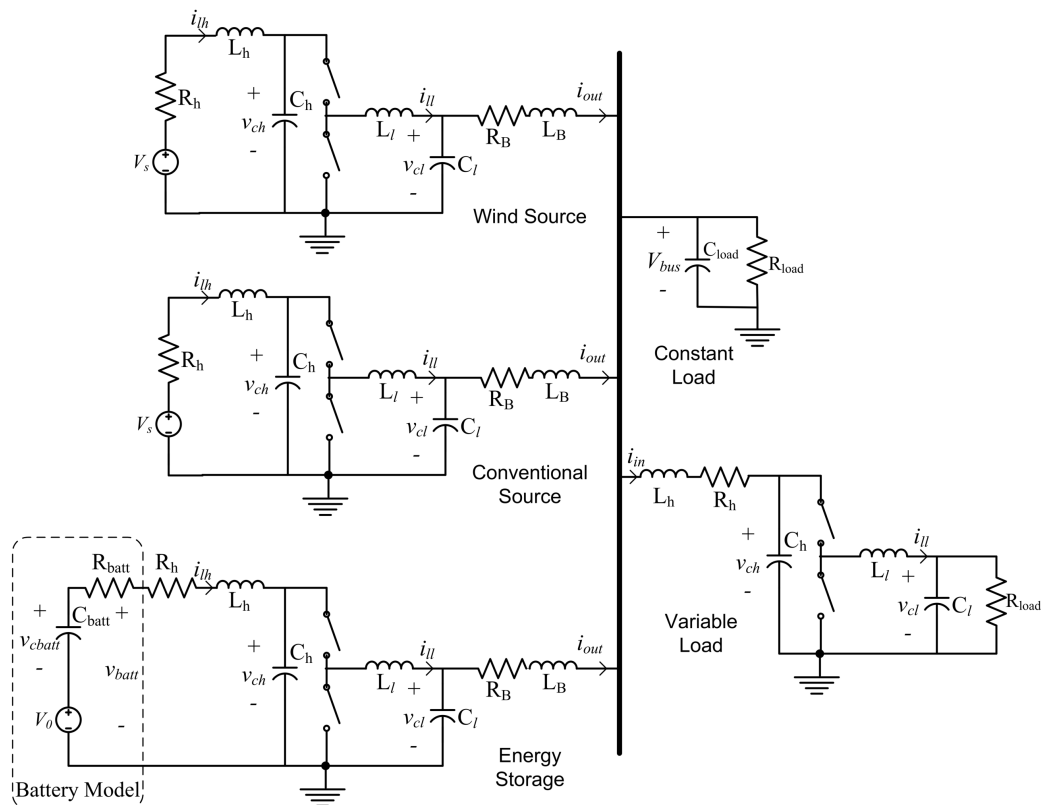 i_lh
L_h
R_h
+
v_ch
-
C_h
V_s
i_ll
L_l
+
v_cl
-
C_l
R_B
L_B
i_out
Wind Source
+
V_bus
-
C_load
R_load
Constant
Load
i_lh
L_h
R_h
+
v_ch
-
C_h
V_s
i_ll
L_l
+
v_cl
-
C_l
R_B
L_B
i_out
Conventional
Source
i_in
L_h
R_h
+
v_ch
-
C_h
i_ll
L_l
+
v_cl
-
C_l
R_load
Variable
Load
R_batt
R_h
i_lh
L_h
+
C_batt
+
v_cbatt
-
v_batt
-
V_0
+
v_ch
-
C_h
i_ll
L_l
+
v_cl
-
C_l
R_B
L_B
i_out
Energy
Storage
Battery Model